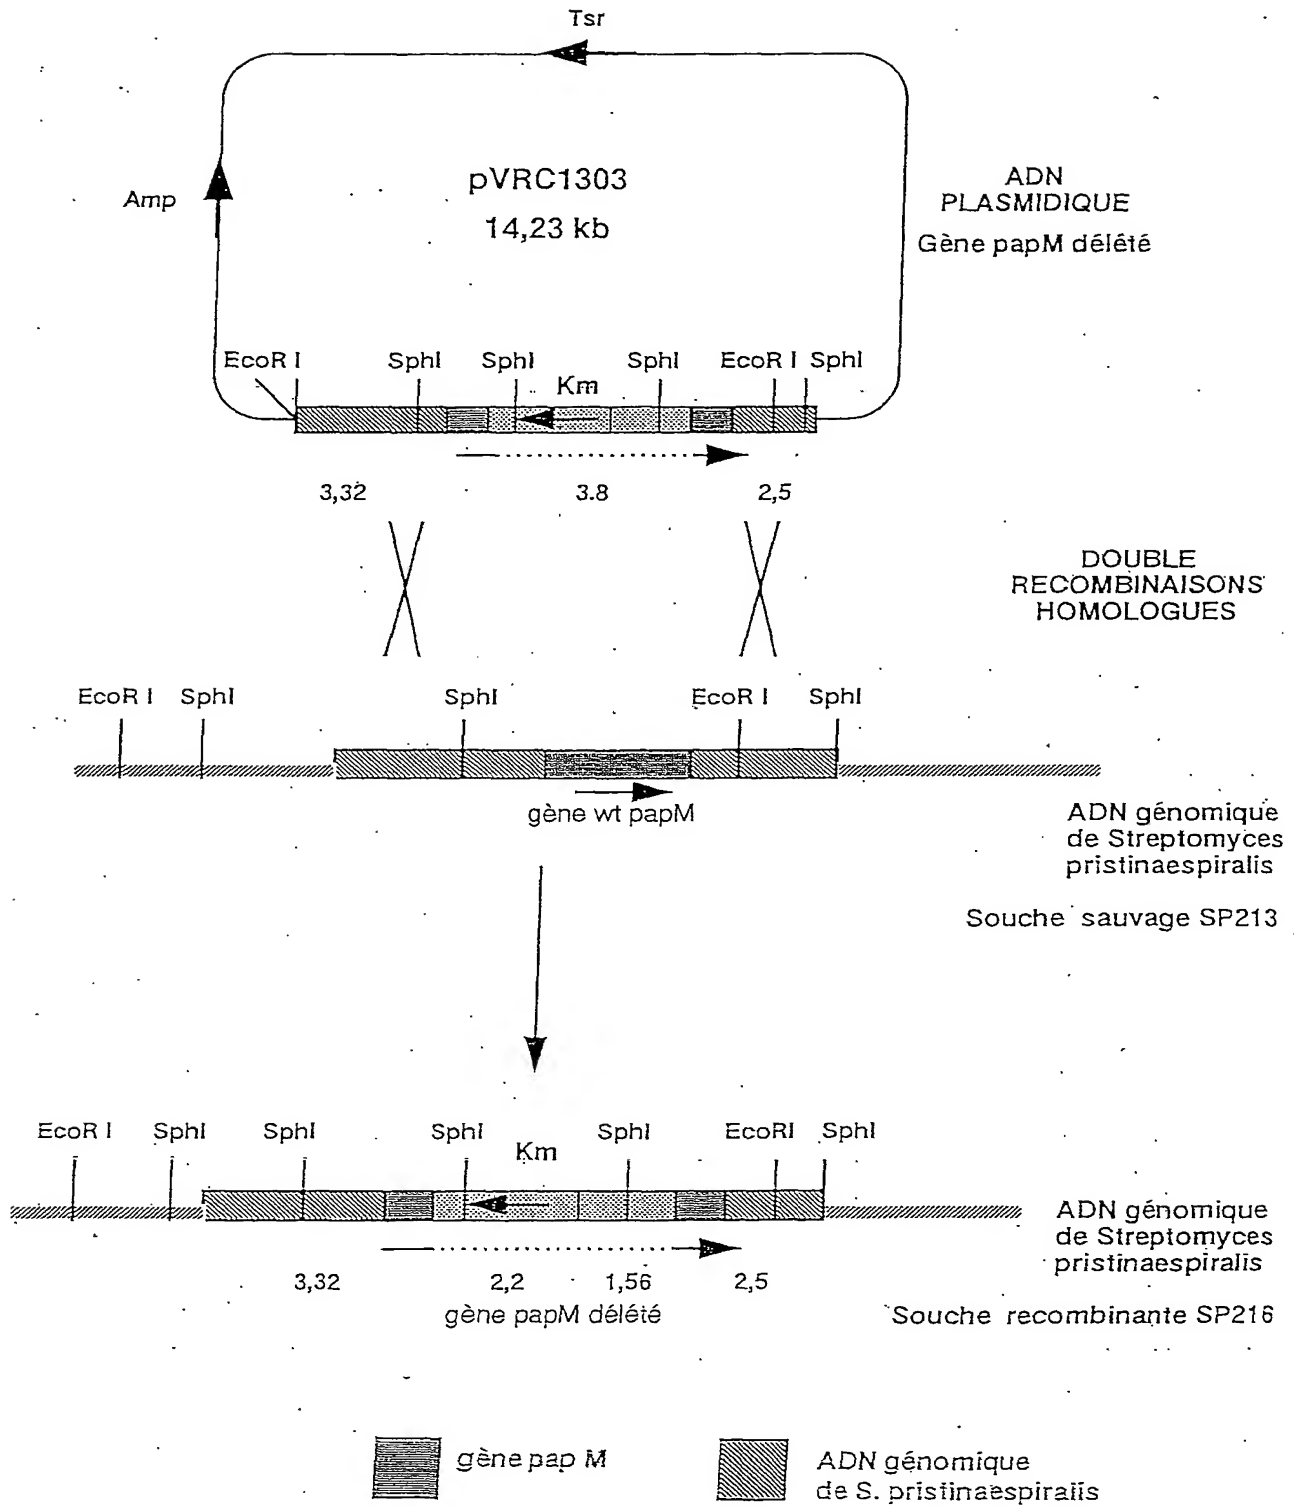 Tsr
Amp
pVRC1303
14,23 kb
ADN
PLASMIDIQUE
Gène papM délété
EcoR I
SphI
SphI
SphI
EcoR I
SphI
Km
3,32
3.8
2,5
DOUBLE
RECOMBINAISONS
HOMOLOGUES
EcoR I
SphI
SphI
EcoR I
SphI
gène wt papM
ADN génomique
de Streptomyces
pristinaespiralis
Souche sauvage SP213
EcoR I
SphI
SphI
SphI
SphI
EcoRI
SphI
Km
3,32
2,2
1,56
2,5
gène papM délété
ADN génomique
de Streptomyces
pristinaespiralis
Souche recombinante SP216
gène pap M
ADN génomique
de S. pristinaespiralis